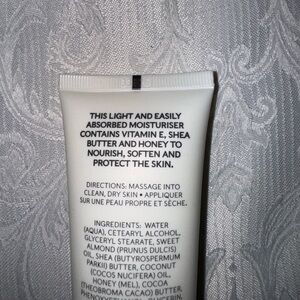 THIS LIGHT AND EASILY
ABSORBED MOISTURISER
CONTAINS VITAMIN E, SHEA
BUTTER AND HONEY TO
NOURISH, SOFTEN AND
PROTECT THE SKIN.
DIRECTIONS: MASSAGE INTO
CLEAN, DRY SKIN • APPLIQUER
SUR UNE PEAU PROPRE ET SÈCHE.
INGREDIENTS: WATER
(AQUA), CETEARYL ALCOHOL,
GLYCERYL STEARATE, SWEET
ALMOND (PRUNUS DULCIS)
OIL, SHEA (BUTYROSPERMUM
PARKII) BUTTER, COCONUT
(COCOS NUCIFERA) OIL,
HONEY (MEL), COCOA
(THEOBROMA CACAO) BUTTER,
GLYCERIN,